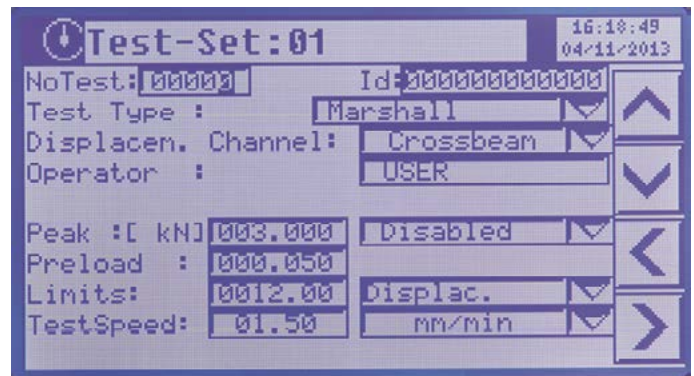 Test-Set:01
16:18:49
04/11/2013
NoTest: 00000 Id:000000000000
Test Type : Marshall
Displacem. Channel: Crossbeam
Operator : USER
Peak :[ kN] 003.000 Disabled
Preload : 000.050
Limits: 0012.00 Displac.
TestSpeed: 01.50 mm/min